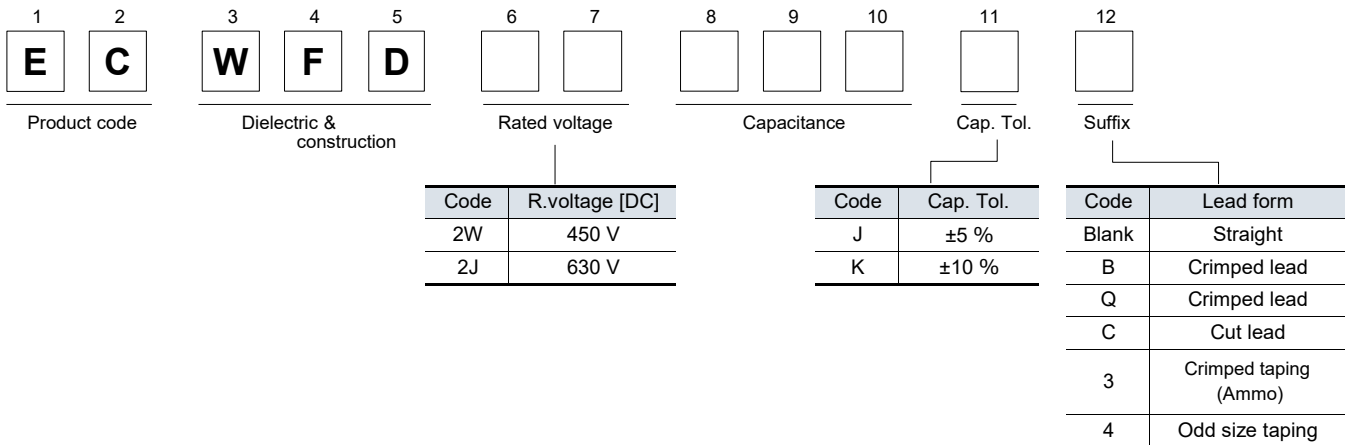 1 2 3 4 5 6 7 8 9 10 11 12
E C W F D
Product code Dielectric & construction Rated voltage Capacitance Cap. Tol. Suffix
Code R.voltage [DC]
2W 450 V
2J 630 V
Code Cap. Tol.
J ±5 %
K ±10 %
Code Lead form
Blank Straight
B Crimped lead
Q Crimped lead
C Cut lead
3 Crimped taping (Ammo)
4 Odd size taping